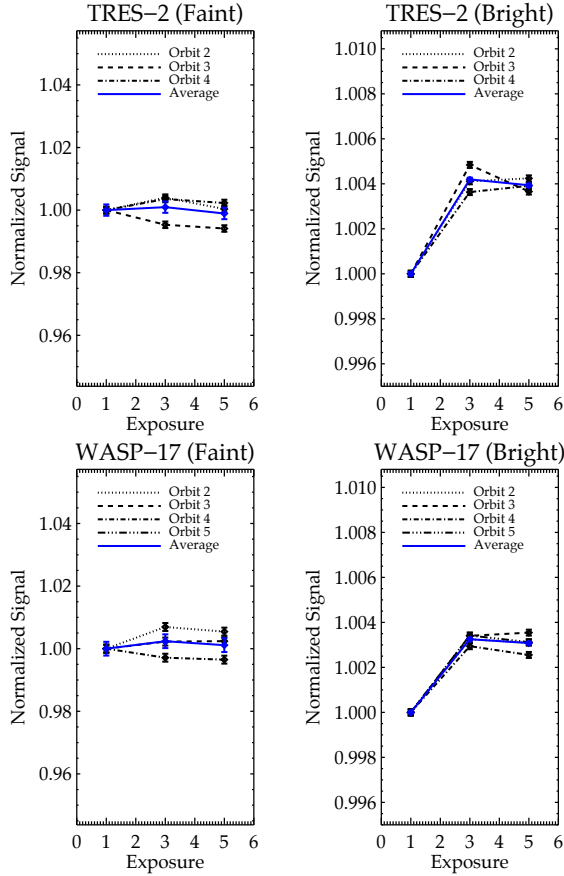 TRES−2 (Faint)
Normalized Signal
1.04
1.02
1.00
0.98
0.96
Orbit 2
Orbit 3
Orbit 4
Average
0 1 2 3 4 5 6
Exposure
TRES−2 (Bright)
Normalized Signal
1.010
1.008
1.006
1.004
1.002
1.000
0.998
0.996
Orbit 2
Orbit 3
Orbit 4
Average
0 1 2 3 4 5 6
Exposure
WASP−17 (Faint)
Normalized Signal
1.04
1.02
1.00
0.98
0.96
Orbit 2
Orbit 3
Orbit 4
Orbit 5
Average
0 1 2 3 4 5 6
Exposure
WASP−17 (Bright)
Normalized Signal
1.010
1.008
1.006
1.004
1.002
1.000
0.998
0.996
Orbit 2
Orbit 3
Orbit 4
Orbit 5
Average
0 1 2 3 4 5 6
Exposure